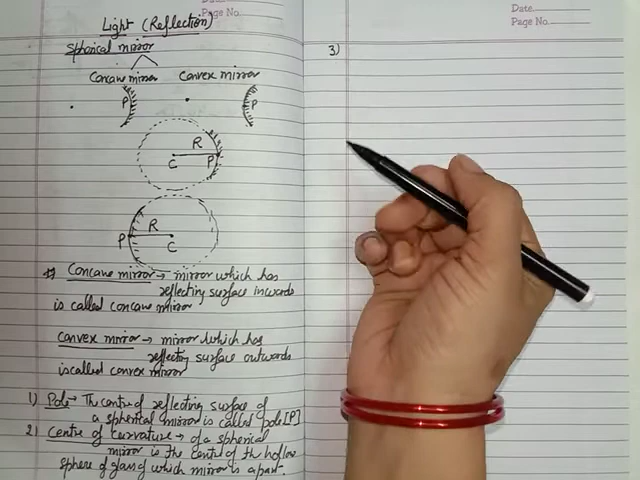 Date
Page No.
Page No.
Light (Reflection)
Spherical mirror
Concave mirror Convex mirror
P P
R
C P
R
P C
Concave mirror → mirror which has
reflecting surface inwards
is called concave mirror
Convex mirror → mirror which has
reflecting surface outwards
is called convex mirror
1) Pole → The centre of reflecting surface of
a spherical mirror is called pole [P]
2) Centre of curvature → of a spherical
mirror is the centre of the hollow
sphere of glass of which mirror is apart.
3)